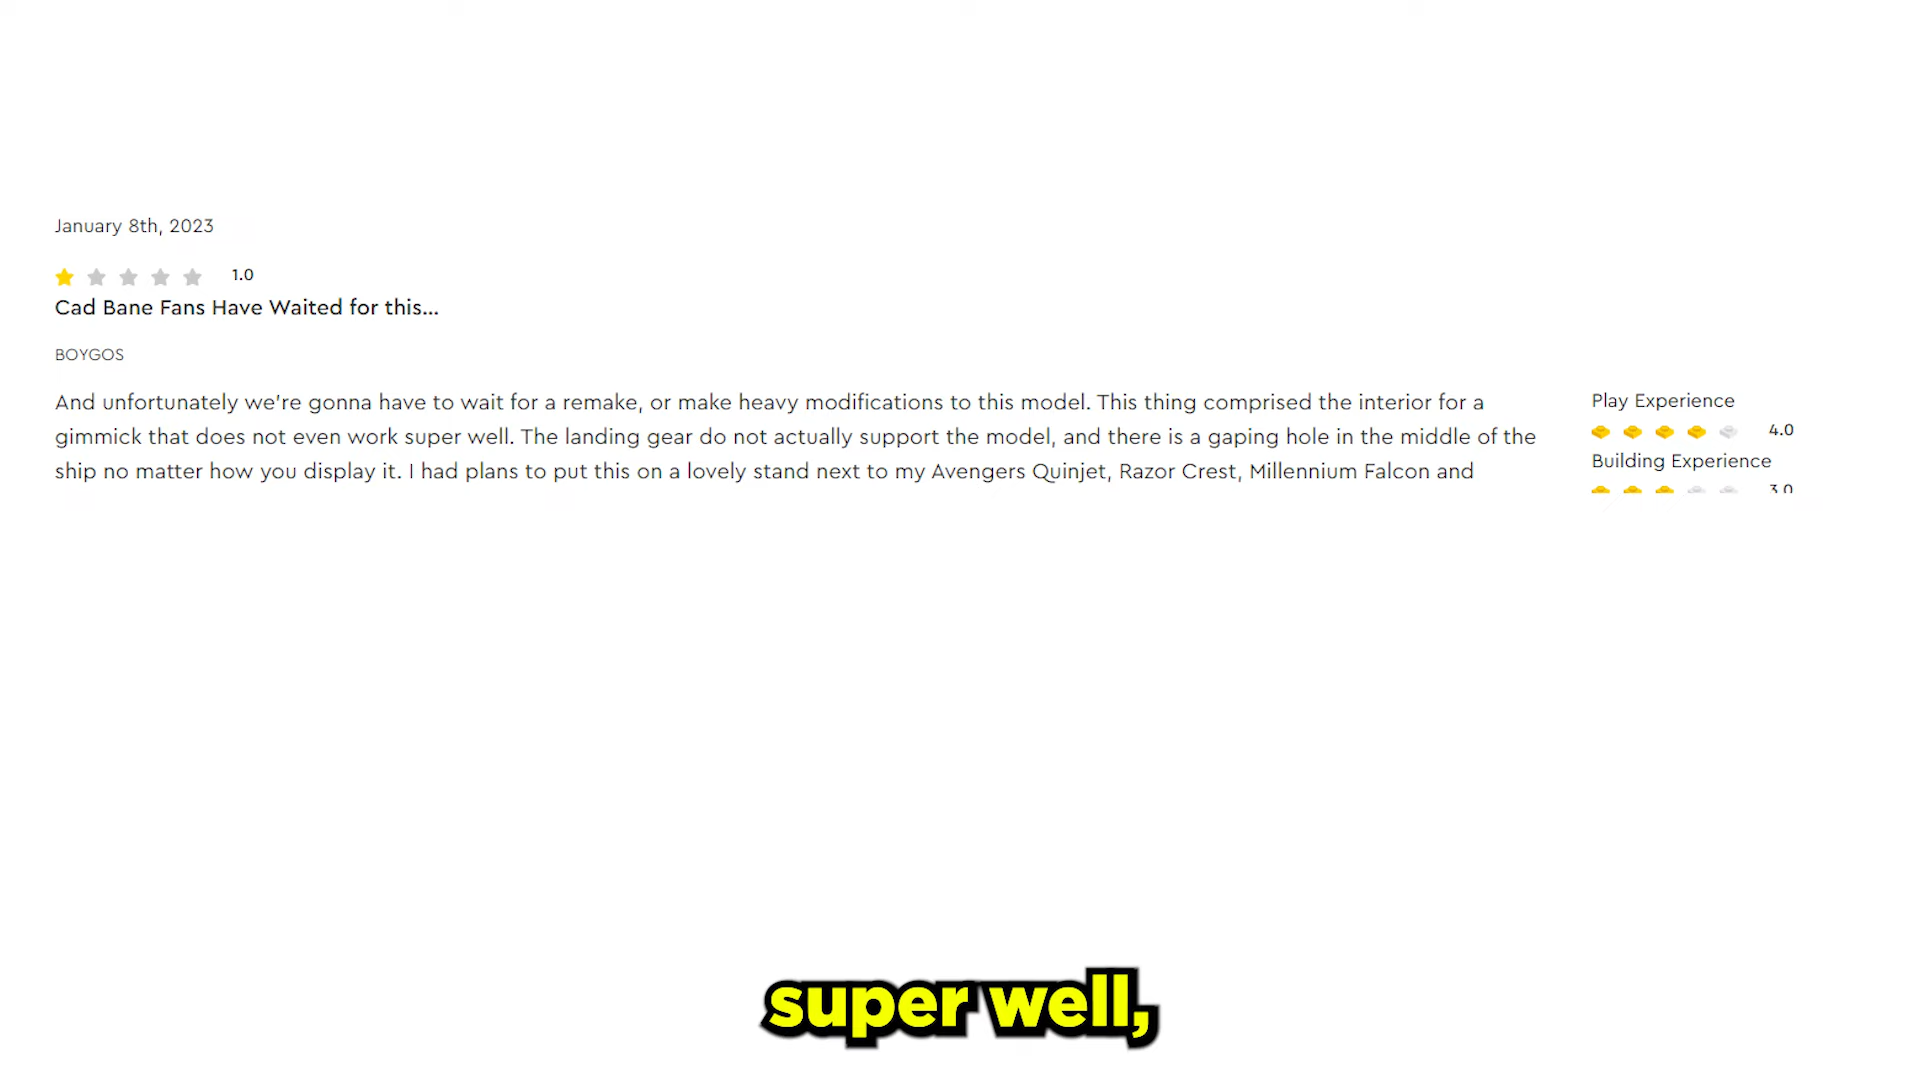 January 8th, 2023
1.0
Cad Bane Fans Have Waited for this...
BOYGOS
And unfortunately we're gonna have to wait for a remake, or make heavy modifications to this model. This thing comprised the interior for a
gimmick that does not even work super well. The landing gear do not actually support the model, and there is a gaping hole in the middle of the
ship no matter how you display it. I had plans to put this on a lovely stand next to my Avengers Quinjet, Razor Crest, Millennium Falcon and
Play Experience
4.0
Building Experience
3.0
super well,